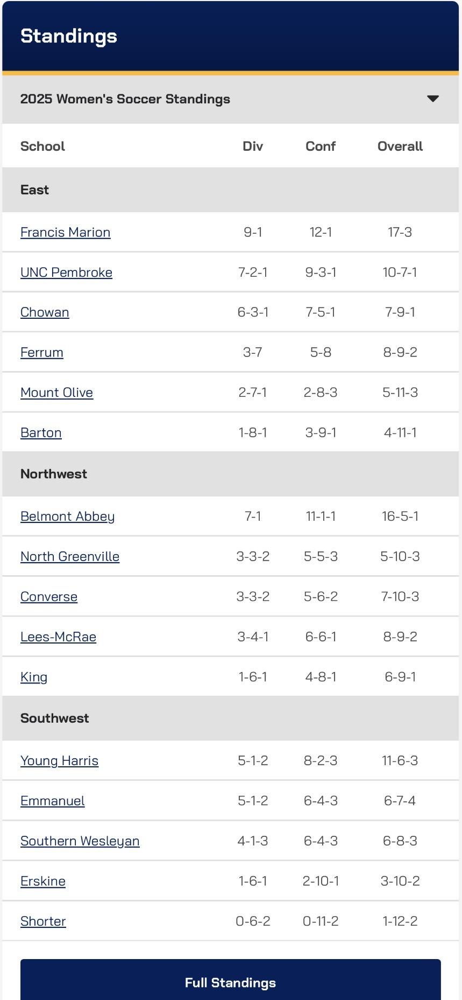 Standings
2025 Women's Soccer Standings
School Div Conf Overall
East
Francis Marion 9-1 12-1 17-3
UNC Pembroke 7-2-1 9-3-1 10-7-1
Chowan 6-3-1 7-5-1 7-9-1
Ferrum 3-7 5-8 8-9-2
Mount Olive 2-7-1 2-8-3 5-11-3
Barton 1-8-1 3-9-1 4-11-1
Northwest
Belmont Abbey 7-1 11-1-1 16-5-1
North Greenville 3-3-2 5-5-3 5-10-3
Converse 3-3-2 5-6-2 7-10-3
Lees-McRae 3-4-1 6-6-1 8-9-2
King 1-6-1 4-8-1 6-9-1
Southwest
Young Harris 5-1-2 8-2-3 11-6-3
Emmanuel 5-1-2 6-4-3 6-7-4
Southern Wesleyan 4-1-3 6-4-3 6-8-3
Erskine 1-6-1 2-10-1 3-10-2
Shorter 0-6-2 0-11-2 1-12-2
Full Standings